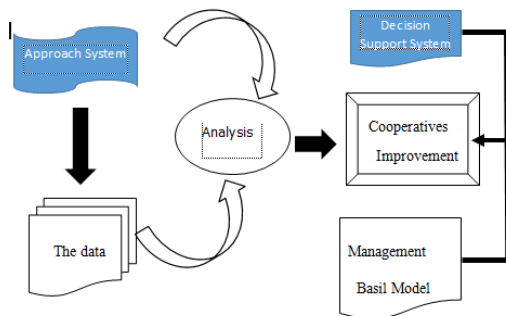 Approach System
Decision
Support System
Analysis
Cooperatives
Improvement
The data
Management
Basil Model